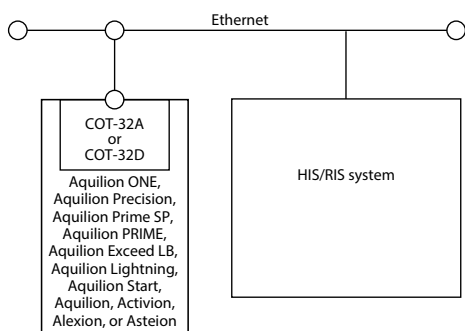 Ethernet
COT-32A
or
COT-32D
Aquilion ONE,
Aquilion Precision,
Aquilion Prime SP,
Aquilion PRIME,
Aquilion Exceed LB,
Aquilion Lightning,
Aquilion Start,
Aquilion, Activion,
Alexion, or Asteion
HIS/RIS system